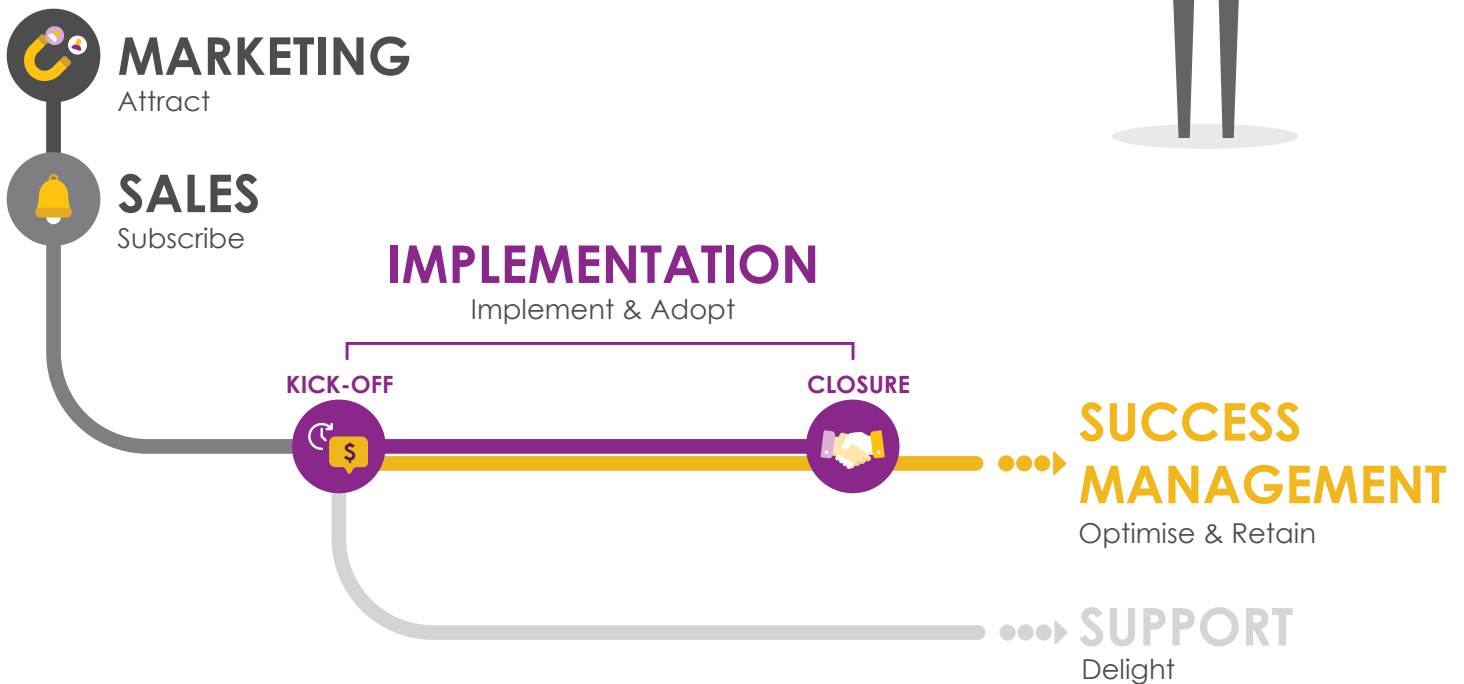 MARKETING
Attract
SALES
Subscribe
IMPLEMENTATION
Implement & Adopt
KICK-OFF
CLOSURE
$
SUCCESS
MANAGEMENT
Optimise & Retain
SUPPORT
Delight